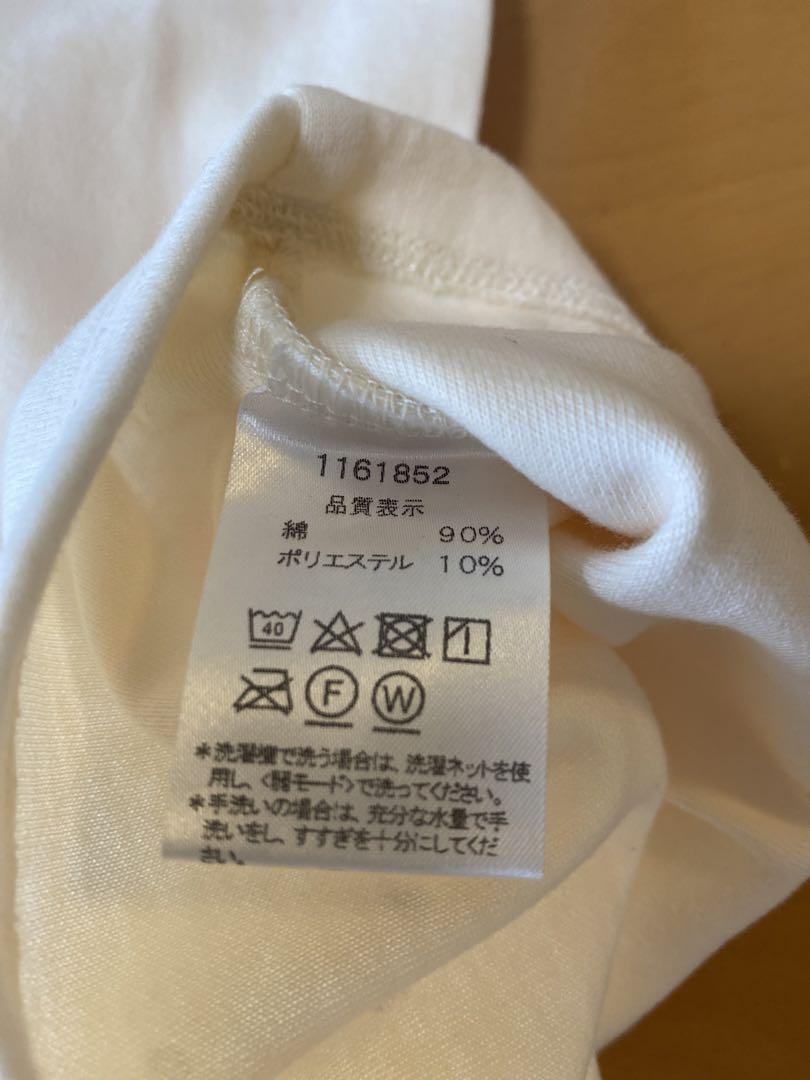 1161852
品質表示
綿 90%
ポリエステル 10%
40
F W
*洗濯機で洗う場合は、洗濯ネットを使
用し、〈弱モード〉で洗ってください。
*手洗いの場合は、充分な水量で手
洗いをし、すすぎを十分にしてくだ
さい。